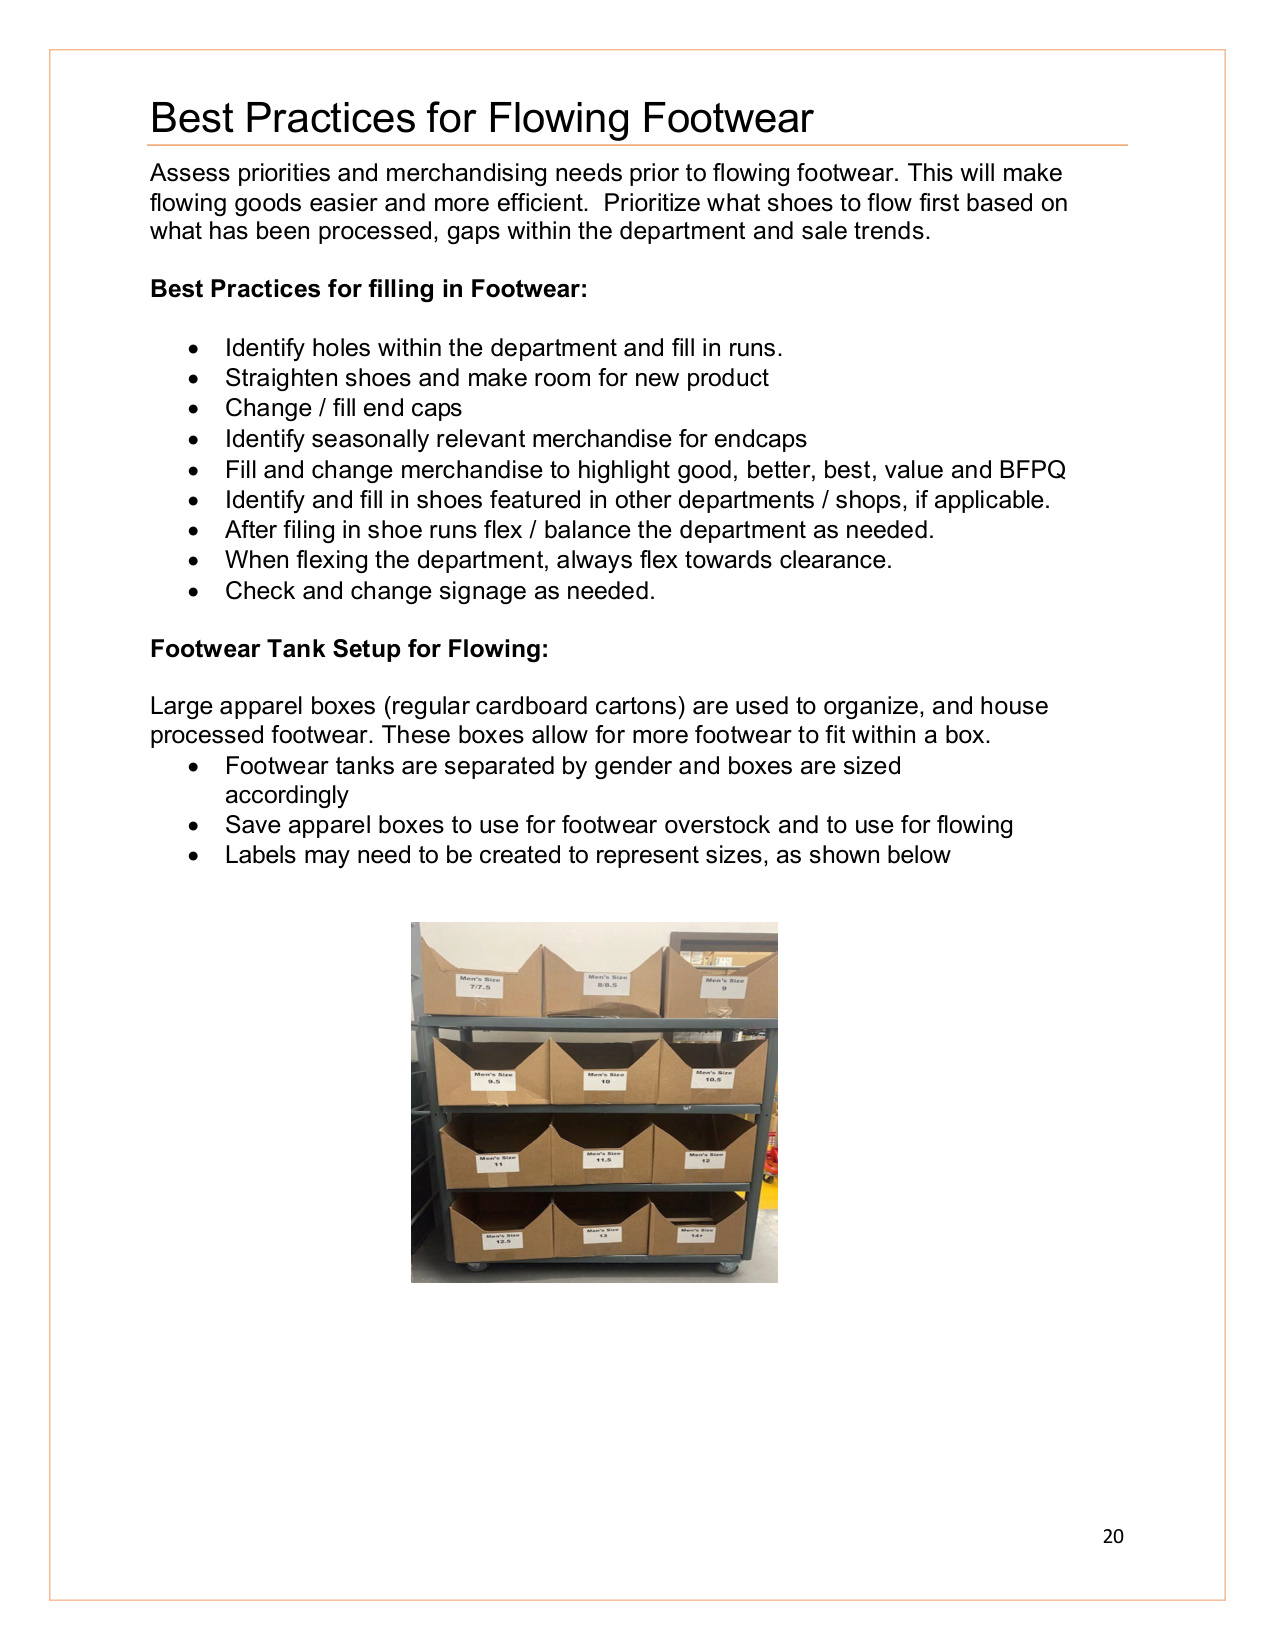 Best Practices for Flowing Footwear
Assess priorities and merchandising needs prior to flowing footwear. This will make
flowing goods easier and more efficient.  Prioritize what shoes to flow first based on
what has been processed, gaps within the department and sale trends.
Best Practices for filling in Footwear:
• Identify holes within the department and fill in runs.
• Straighten shoes and make room for new product
• Change / fill end caps
• Identify seasonally relevant merchandise for endcaps
• Fill and change merchandise to highlight good, better, best, value and BFPQ
• Identify and fill in shoes featured in other departments / shops, if applicable.
• After filing in shoe runs flex / balance the department as needed.
• When flexing the department, always flex towards clearance.
• Check and change signage as needed.
Footwear Tank Setup for Flowing:
Large apparel boxes (regular cardboard cartons) are used to organize, and house
processed footwear. These boxes allow for more footwear to fit within a box.
• Footwear tanks are separated by gender and boxes are sized
accordingly
• Save apparel boxes to use for footwear overstock and to use for flowing
• Labels may need to be created to represent sizes, as shown below
Men's Size
7/7.5
Men's Size
8/8.5
Men's Size
9
Men's Size
9.5
Men's Size
10
Men's Size
10.5
Men's Size
11
Men's Size
11.5
Men's Size
12
Men's Size
12.5
Men's Size
13
Men's Size
14+
20